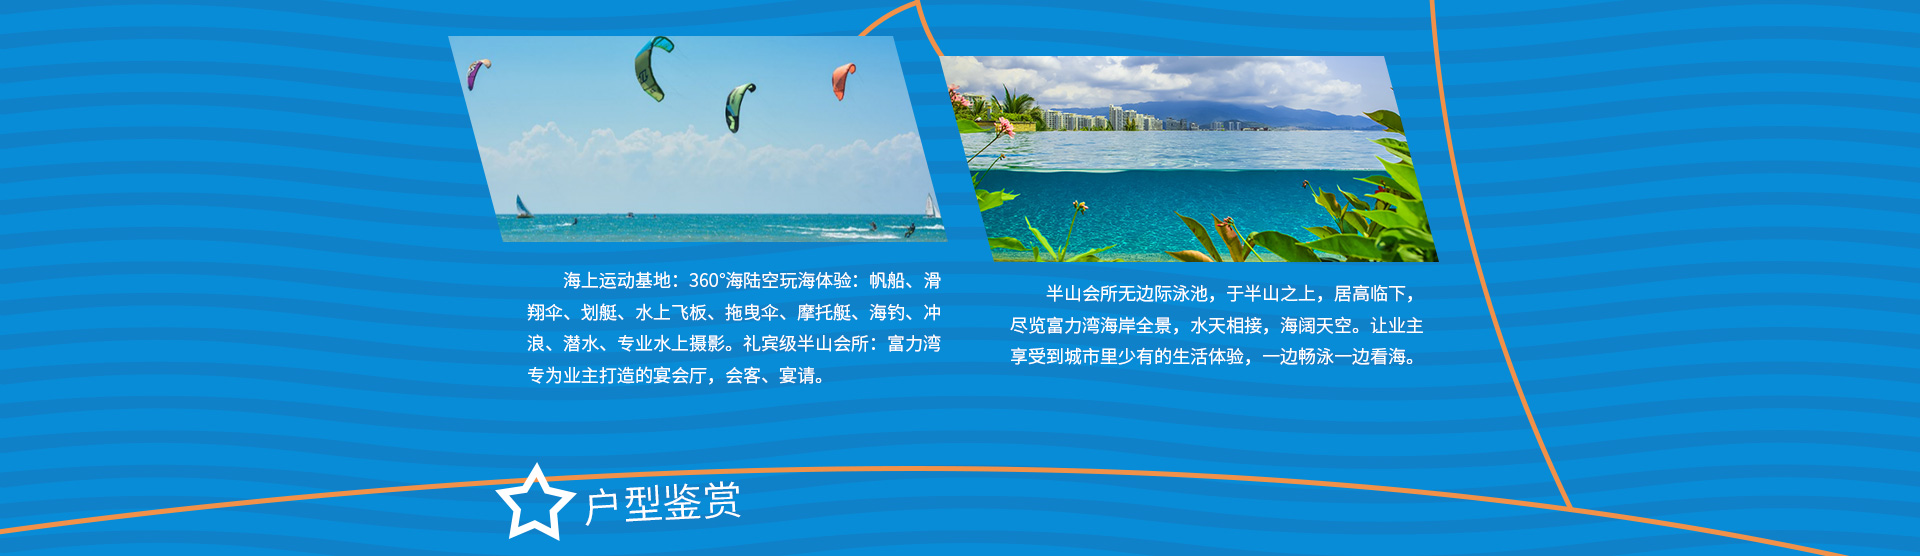 海上运动基地：360°海陆空玩海体验：帆船、滑
翔伞、划艇、水上飞板、拖曳伞、摩托艇、海钓、冲
浪、潜水、专业水上摄影。礼宾级半山会所：富力湾
专为业主打造的宴会厅，会客、宴请。
半山会所无边际泳池，于半山之上，居高临下，
尽览富力湾海岸全景，水天相接，海阔天空。让业主
享受到城市里少有的生活体验，一边畅泳一边看海。
户型鉴赏